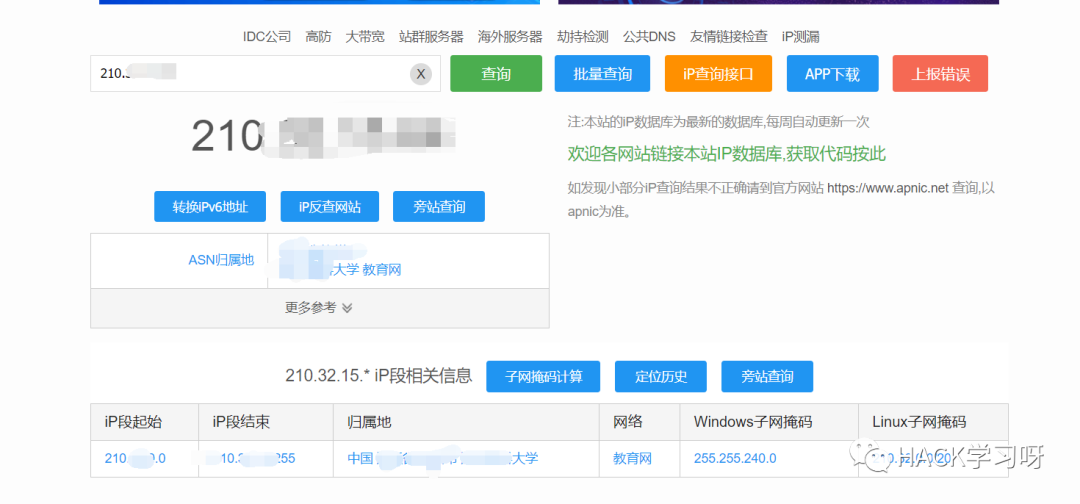 IDC公司 高防 大带宽 站群服务器 海外服务器 劫持检测 公共DNS 友情链接检查 iP测漏
210. X 查询 批量查询 iP查询接口 APP下载 上报错误
210
注:本站的iP数据库为最新的数据库,每周自动更新一次
欢迎各网站链接本站IP数据库,获取代码按此
如发现小部分iP查询结果不正确请到官方网站 https://www.apnic.net 查询,以
apnic为准。
转换IPv6地址 iP反查网站 旁站查询
ASN归属地
大学 教育网
更多参考
210.32.15.* iP段相关信息 子网掩码计算 定位历史 旁站查询
iP段起始 iP段结束 归属地 网络 Windows子网掩码 Linux子网掩码
210 .0 255 中国 大学 教育网 255.255.240.0
HACK学习呀